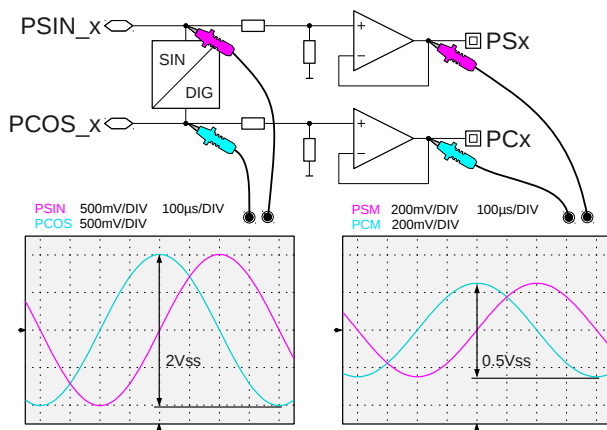 PSIN_x
SIN
DIG
+
−
PSx
PCOS_x
+
−
PCx
PSIN 500mV/DIV 100µs/DIV
PCOS 500mV/DIV
PSM 200mV/DIV 100µs/DIV
PCM 200mV/DIV
2Vss
0.5Vss